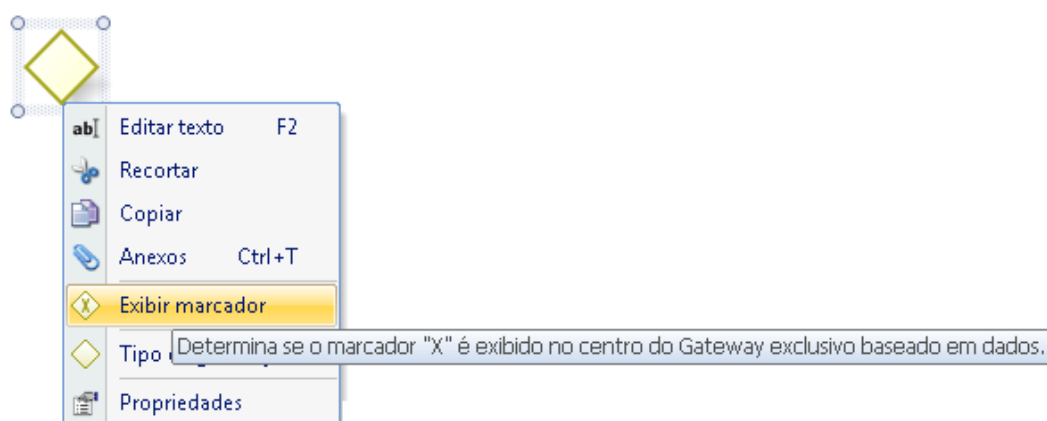 Editar texto F2
Recortar
Copiar
Anexos Ctrl+T
Exibir marcador
Determina se o marcador "X" é exibido no centro do Gateway exclusivo baseado em dados.
Tipo
Propriedades